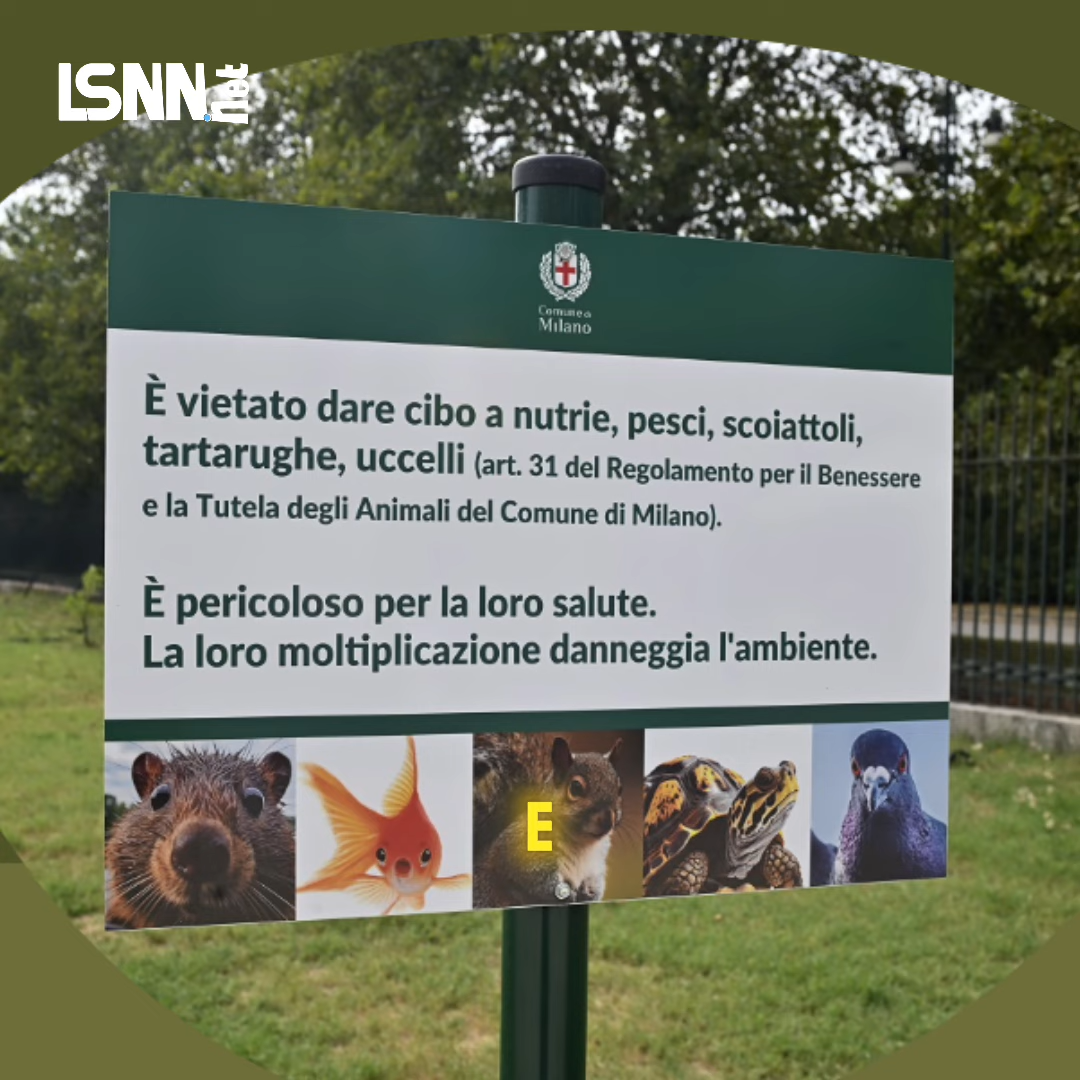 LSNN.net
Comune di
Milano
È vietato dare cibo a nutrie, pesci, scoiattoli,
tartarughe, uccelli (art. 31 del Regolamento per il Benessere
e la Tutela degli Animali del Comune di Milano).
È pericoloso per la loro salute.
La loro moltiplicazione danneggia l'ambiente.
E